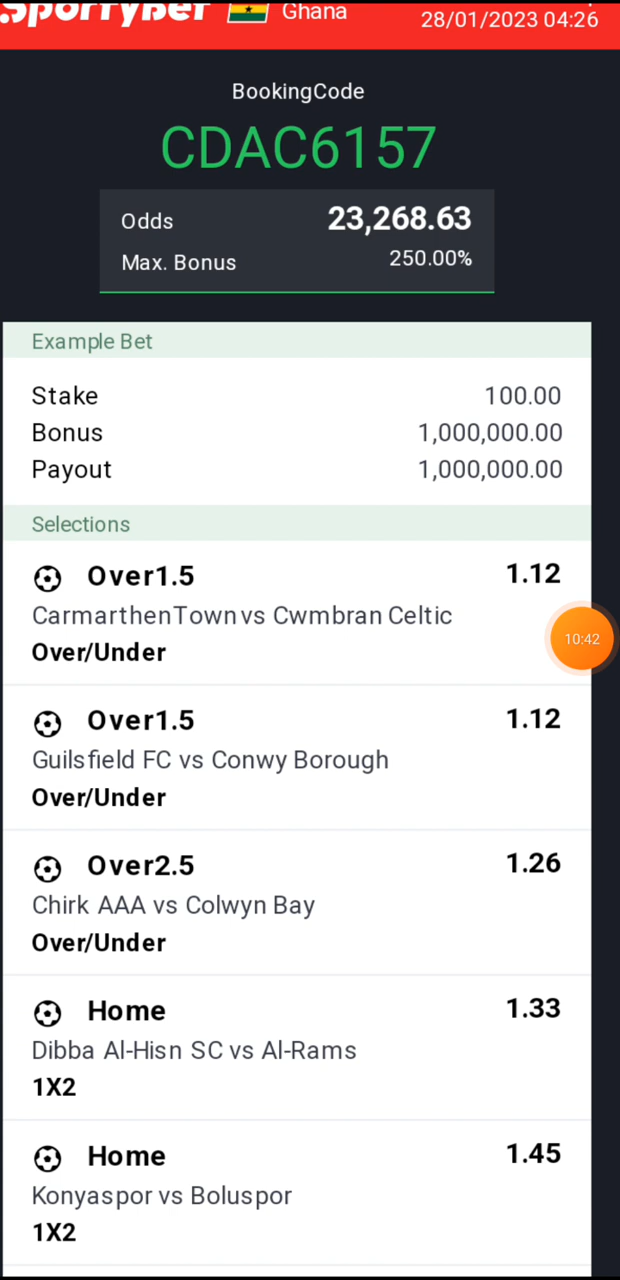 SportyBet Ghana 28/01/2023 04:26
BookingCode
CDAC6157
Odds 23,268.63
Max. Bonus 250.00%
Example Bet
Stake 100.00
Bonus 1,000,000.00
Payout 1,000,000.00
Selections
Over1.5 1.12
CarmarthenTown vs Cwmbran Celtic
Over/Under
10:42
Over1.5 1.12
Guilsfield FC vs Conwy Borough
Over/Under
Over2.5 1.26
Chirk AAA vs Colwyn Bay
Over/Under
Home 1.33
Dibba Al-Hisn SC vs Al-Rams
1X2
Home 1.45
Konyaspor vs Boluspor
1X2